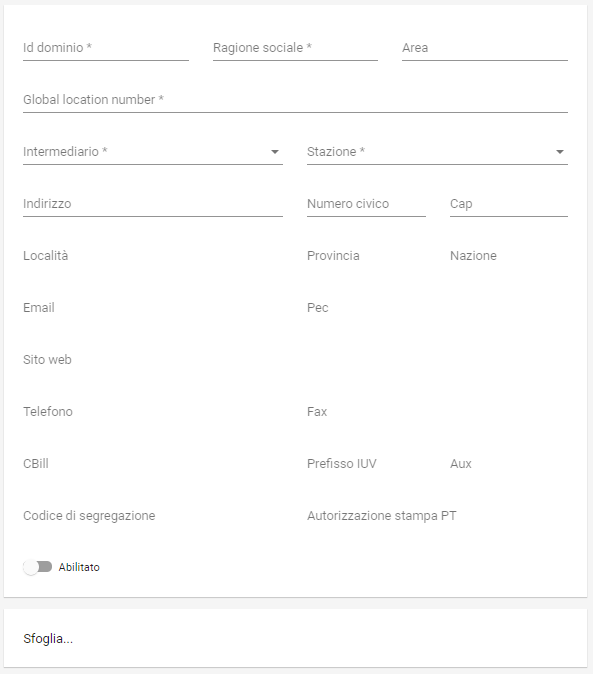 Id dominio * Ragione sociale * Area
Global location number *
Intermediario * Stazione *
Indirizzo Numero civico Cap
Località Provincia Nazione
Email Pec
Sito web
Telefono Fax
CBill Prefisso IUV Aux
Codice di segregazione Autorizzazione stampa PT
Abilitato
Sfoglia...